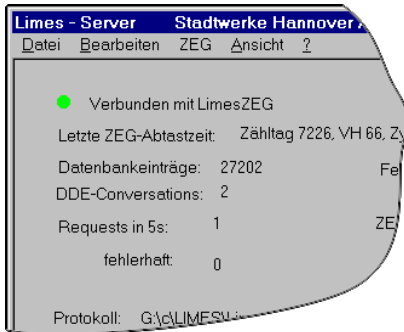 Limes - Server Stadtwerke Hannover
Datei Bearbeiten ZEG Ansicht ?
Verbunden mit LimesZEG
Letzte ZEG-Abtastzeit: Zähltag 7226, VH 66,
Datenbankeinträge: 27202
DDE-Conversations: 2
Requests in 5s: 1
fehlerhaft: 0
Protokoll: